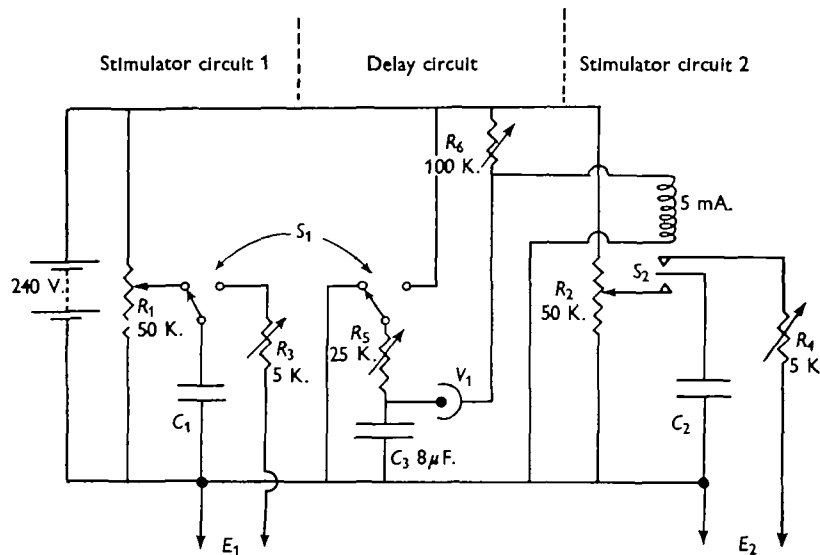 Stimulator circuit 1
Delay circuit
Stimulator circuit 2
R6
100 K.
5 mA.
S1
S2
240 V.
R1
50 K.
R3
5 K.
R5
25 K.
V1
R2
50 K.
R4
5 K
C1
C3 8μF.
C2
E1
E2